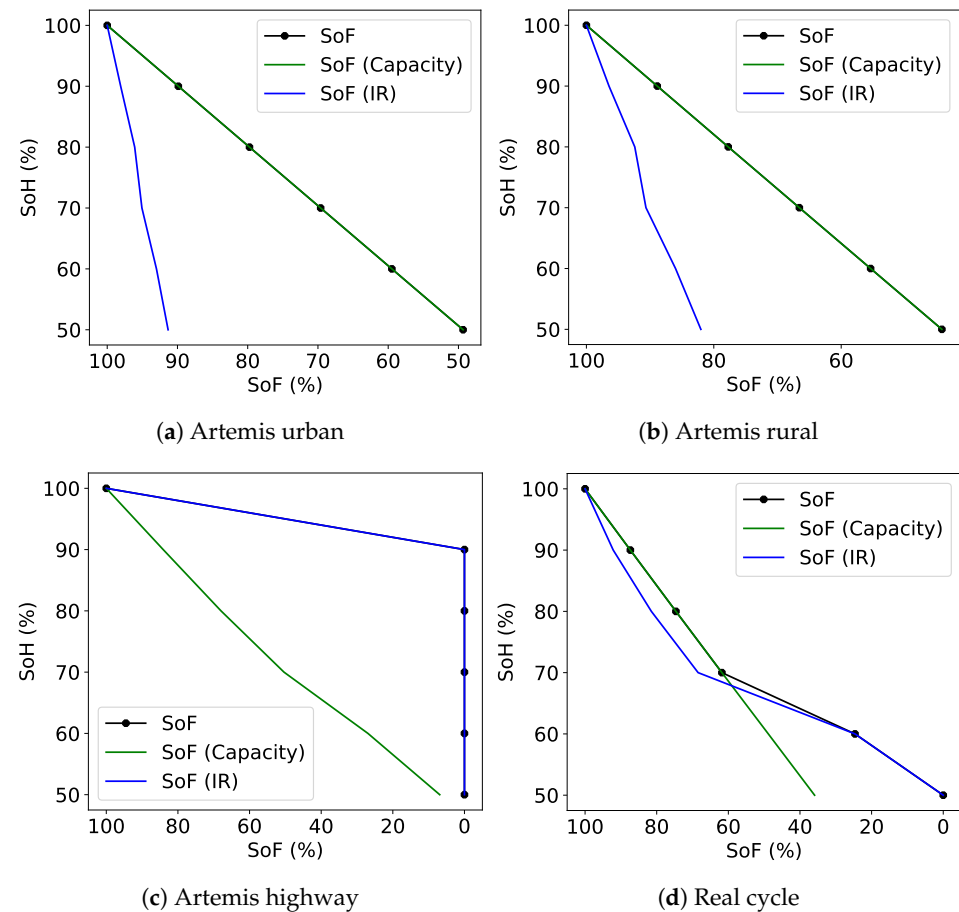 100
90
80
70
60
50
SoH (%)
SoF
SoF (Capacity)
SoF (IR)
100 90 80 70 60 50
SoF (%)
(a) Artemis urban
100
90
80
70
60
50
SoH (%)
SoF
SoF (Capacity)
SoF (IR)
100 80 60
SoF (%)
(b) Artemis rural
100
90
80
70
60
50
SoH (%)
SoF
SoF (Capacity)
SoF (IR)
100 80 60 40 20 0
SoF (%)
(c) Artemis highway
100
90
80
70
60
50
SoH (%)
SoF
SoF (Capacity)
SoF (IR)
100 80 60 40 20 0
SoF (%)
(d) Real cycle